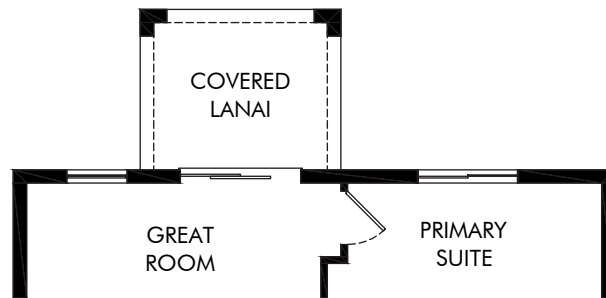 COVERED
LANAI
GREAT
ROOM
PRIMARY
SUITE